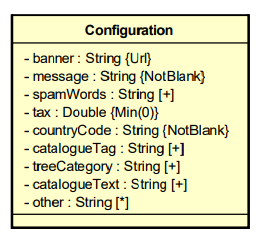 Configuration
- banner : String {Url}
- message : String {NotBlank}
- spamWords : String [+]
- tax : Double {Min(0)}
- countryCode : String {NotBlank}
- catalogueTag : String [+]
- treeCategory : String [+]
- catalogueText : String [+]
- other : String [*]